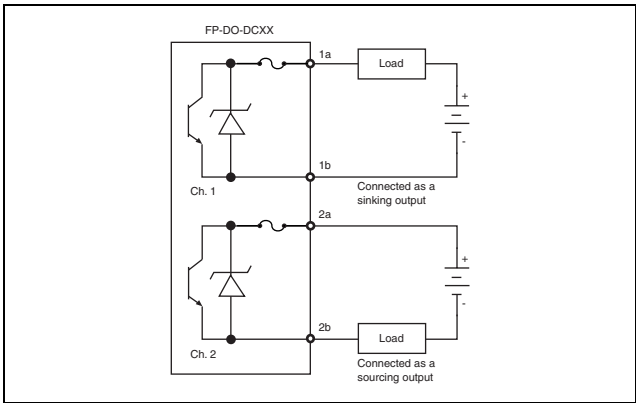 FP-DO-DCXX
1a
Load
+
-
1b
Ch. 1
Connected as a
sinking output
2a
+
-
2b
Ch. 2
Load
Connected as a
sourcing output